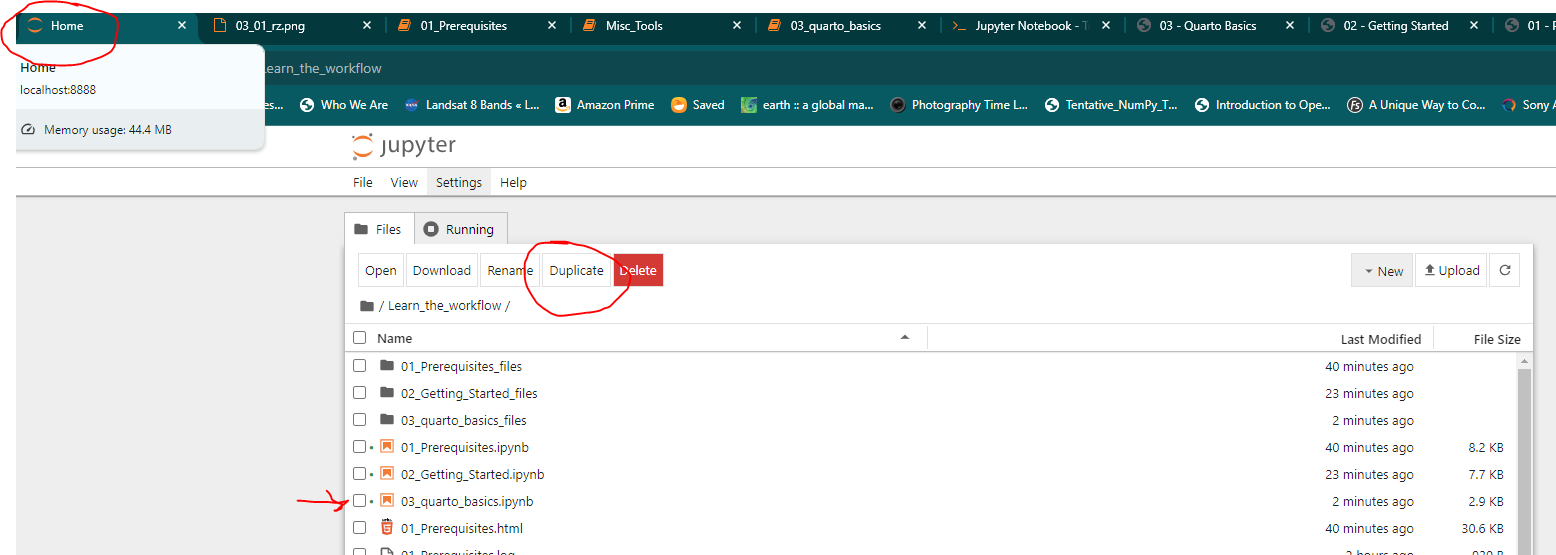 Home
03_01_rz.png
01_Prerequisites
Misc_Tools
03_quarto_basics
Jupyter Notebook - T
03 - Quarto Basics
02 - Getting Started
01 - P
Home
localhost:8888
Memory usage: 44.4 MB
Learn_the_workflow
es...
Who We Are
Landsat 8 Bands « L...
Amazon Prime
Saved
earth :: a global ma...
Photography Time L...
Tentative_NumPy_T...
Introduction to Ope...
A Unique Way to Co...
Sony A
jupyter
File View Settings Help
Files Running
Open Download Rename Duplicate Delete
New Upload
/ Learn_the_workflow /
Name Last Modified File Size
01_Prerequisites_files 40 minutes ago
02_Getting_Started_files 23 minutes ago
03_quarto_basics_files 2 minutes ago
01_Prerequisites.ipynb 40 minutes ago 8.2 KB
02_Getting_Started.ipynb 23 minutes ago 7.7 KB
03_quarto_basics.ipynb 2 minutes ago 2.9 KB
01_Prerequisites.html 40 minutes ago 30.6 KB